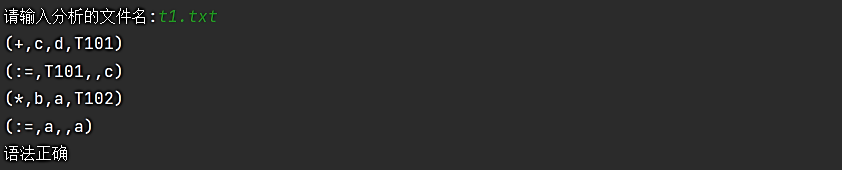 请输入分析的文件名:t1.txt
(+,c,d,T101)
(:=,T101,,c)
(*,b,a,T102)
(:=,a,,a)
语法正确